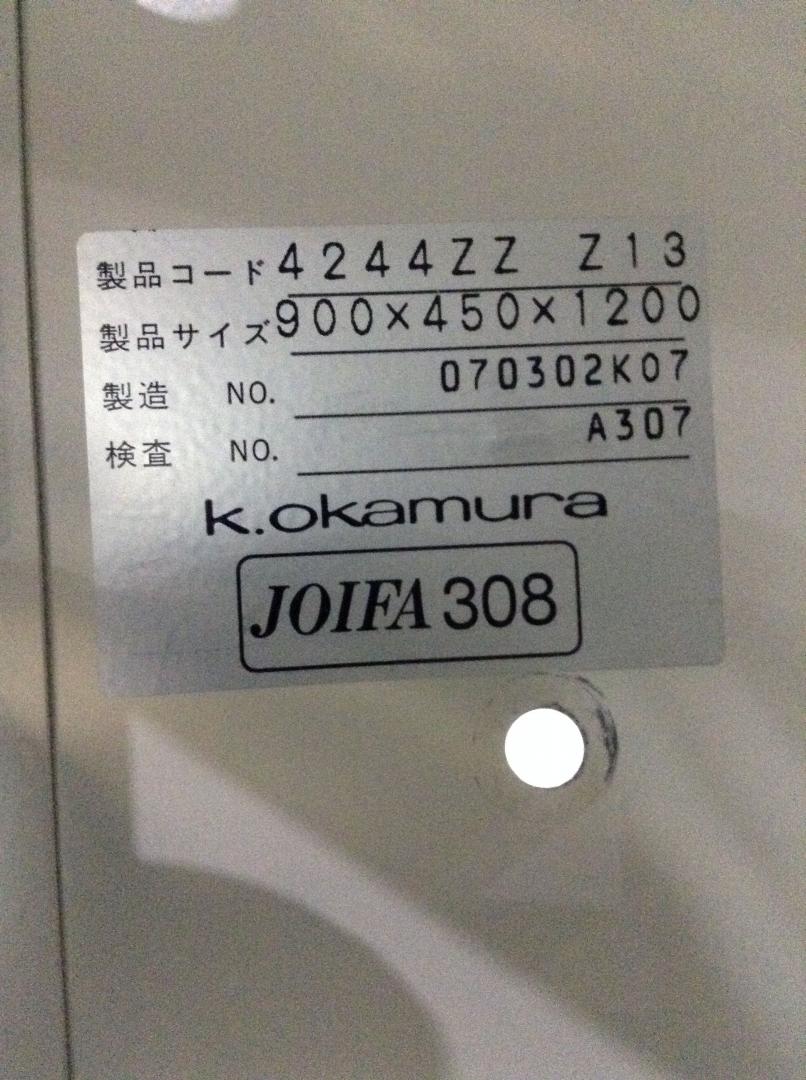 製品コード 4244ZZ Z13
製品サイズ 900×450×1200
製造 NO. 070302K07
検査 NO. A307
k.okamura
JOIFA 308